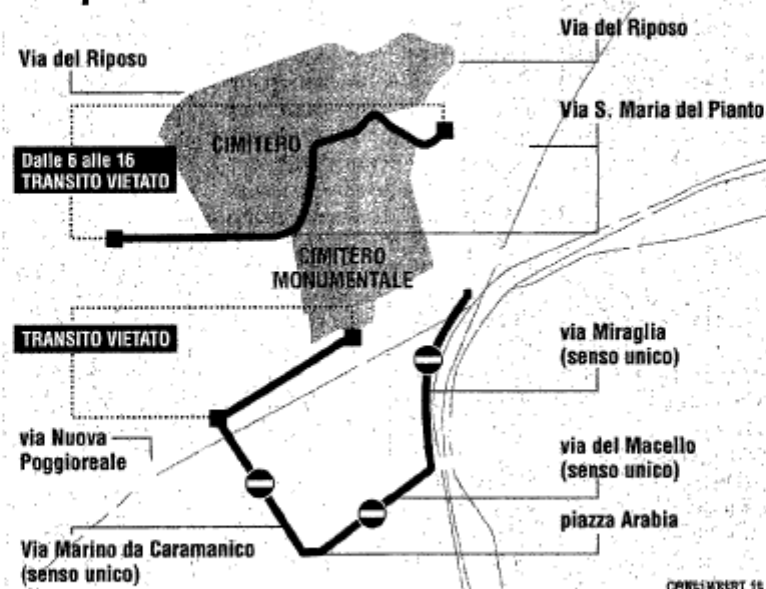 Via del Riposo
Via del Riposo
Via S. Maria del Pianto
CIMITERO
Dalle 6 alle 16
TRANSITO VIETATO
CIMITERO
MONUMENTALE
TRANSITO VIETATO
via Miraglia
(senso unico)
via Nuova
Poggioreale
via del Macello
(senso unico)
piazza Arabia
Via Marino da Caramanico
(senso unico)